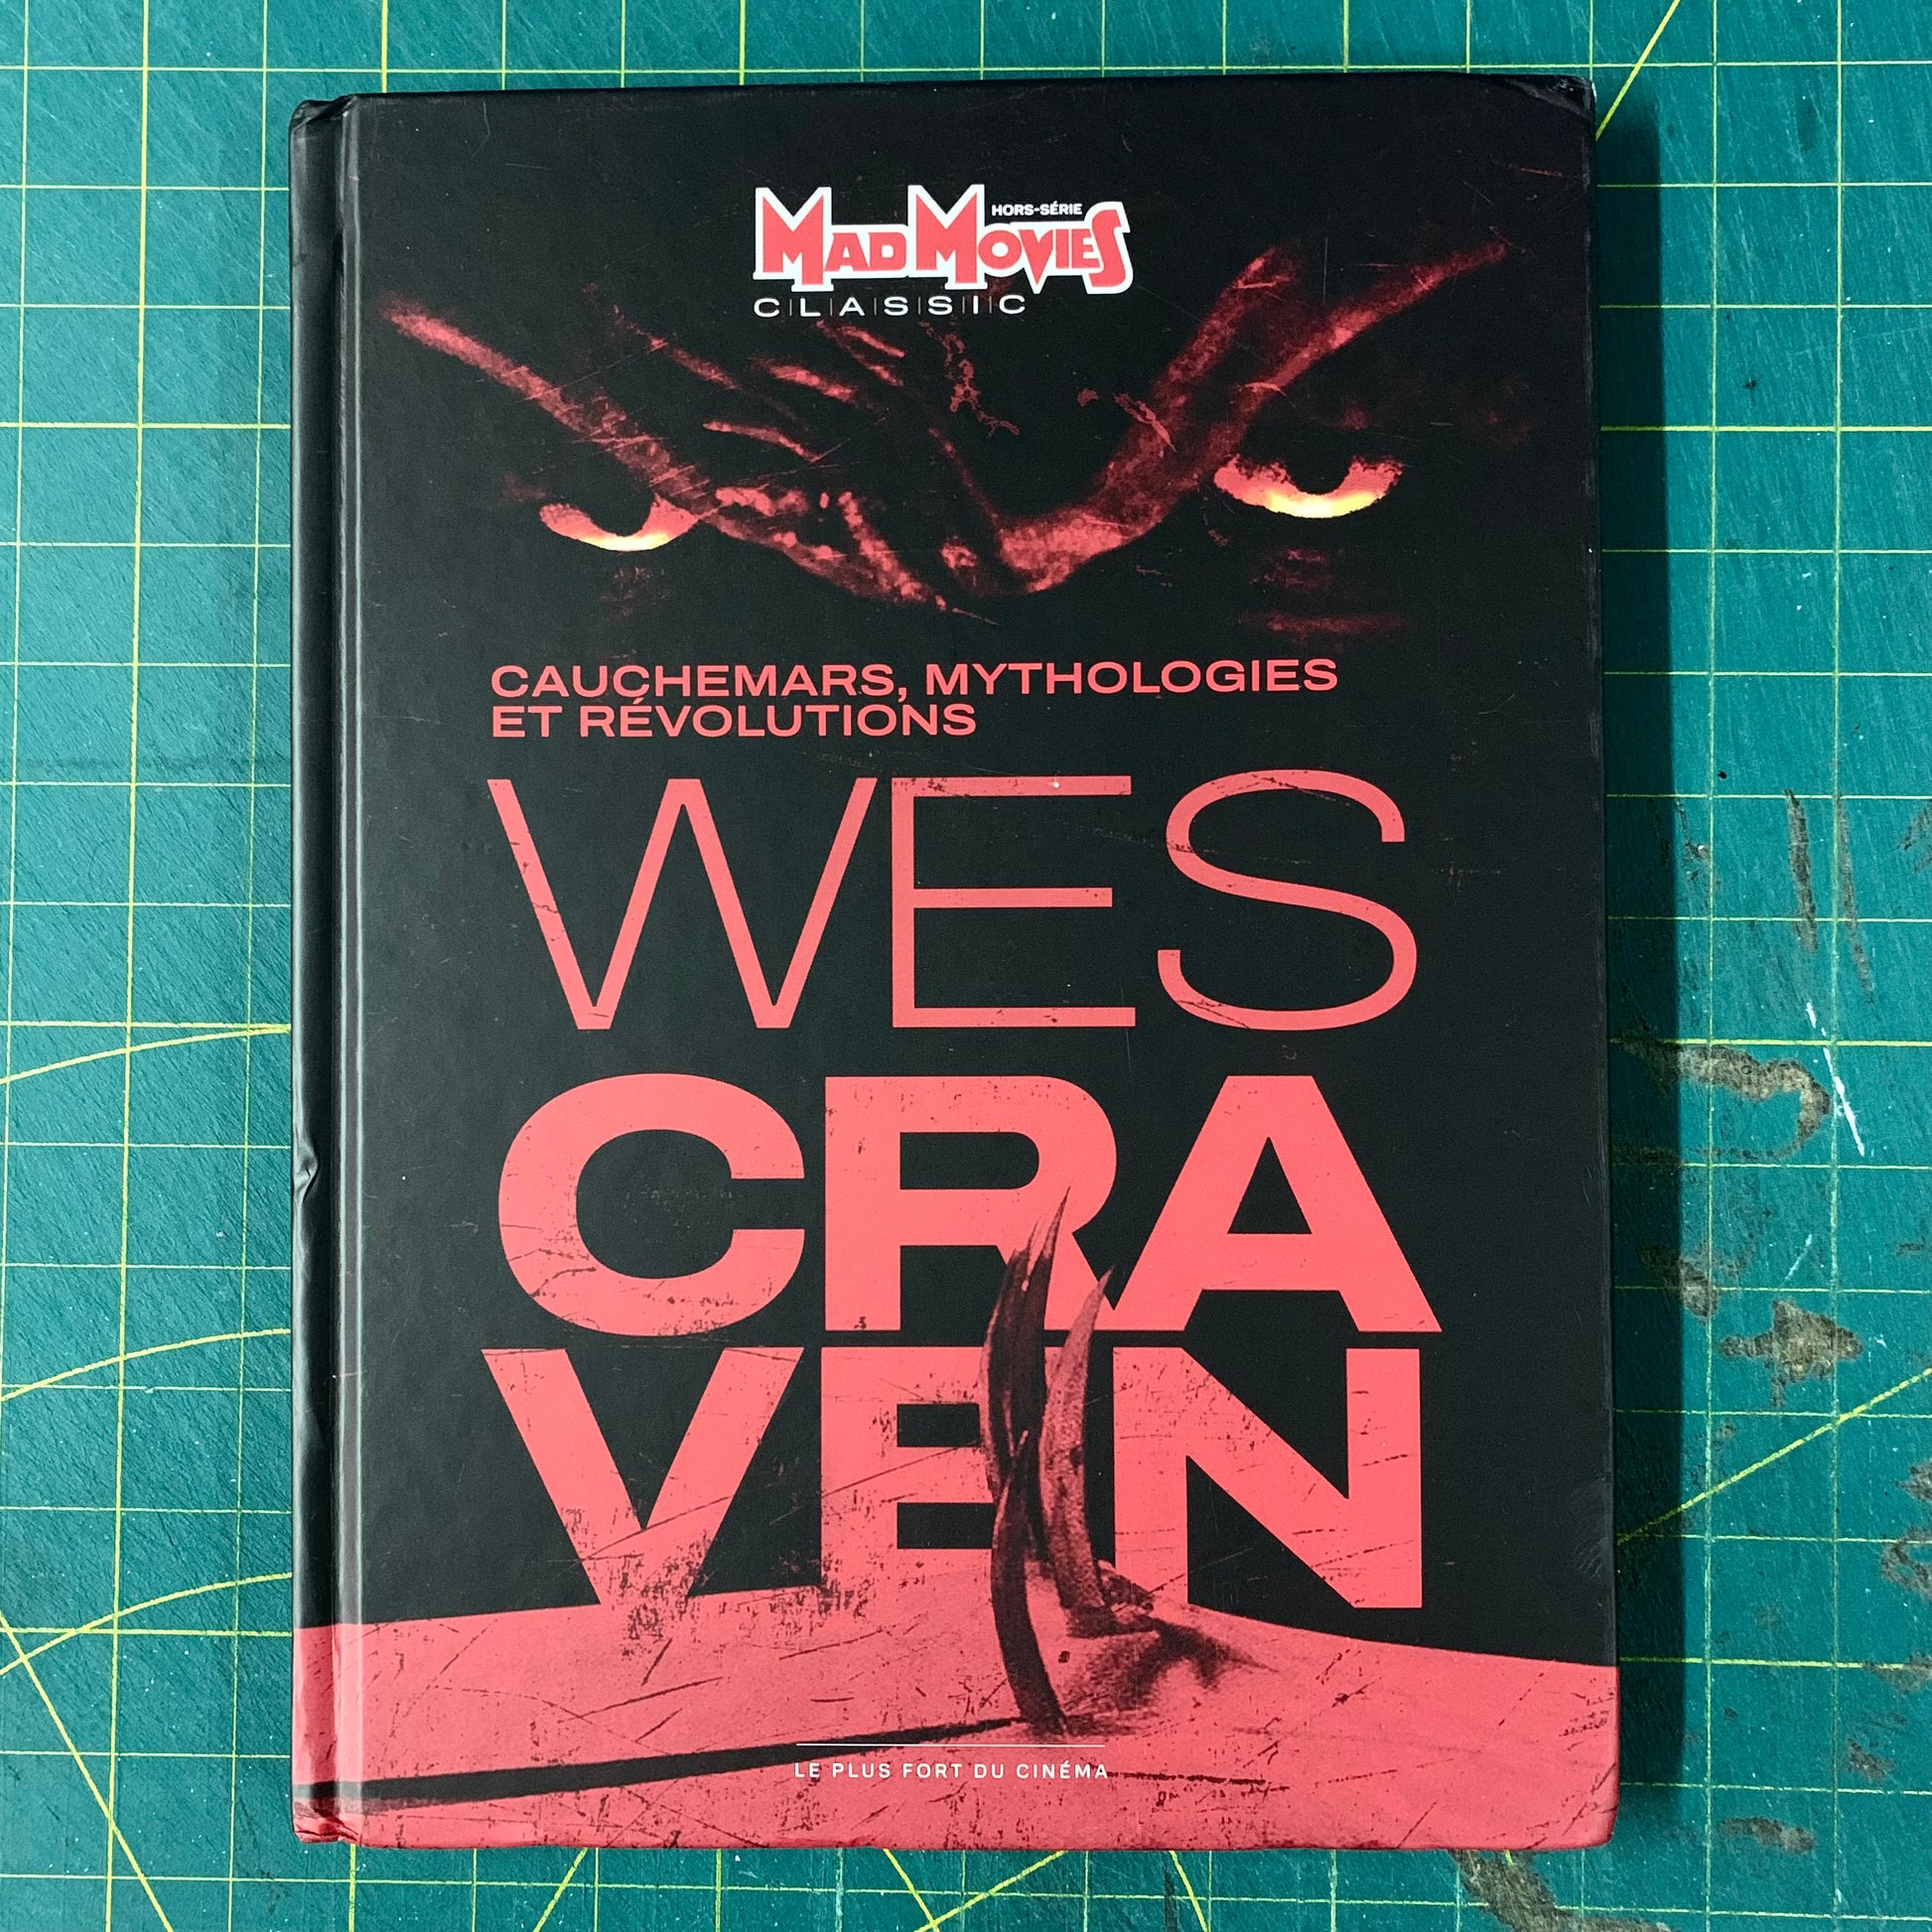 HORS-SÉRIE
MAD MOVIES
CLASSIC
CAUCHEMARS, MYTHOLOGIES
ET RÉVOLUTIONS
WES
CRA
VEN
LE PLUS FORT DU CINÉMA